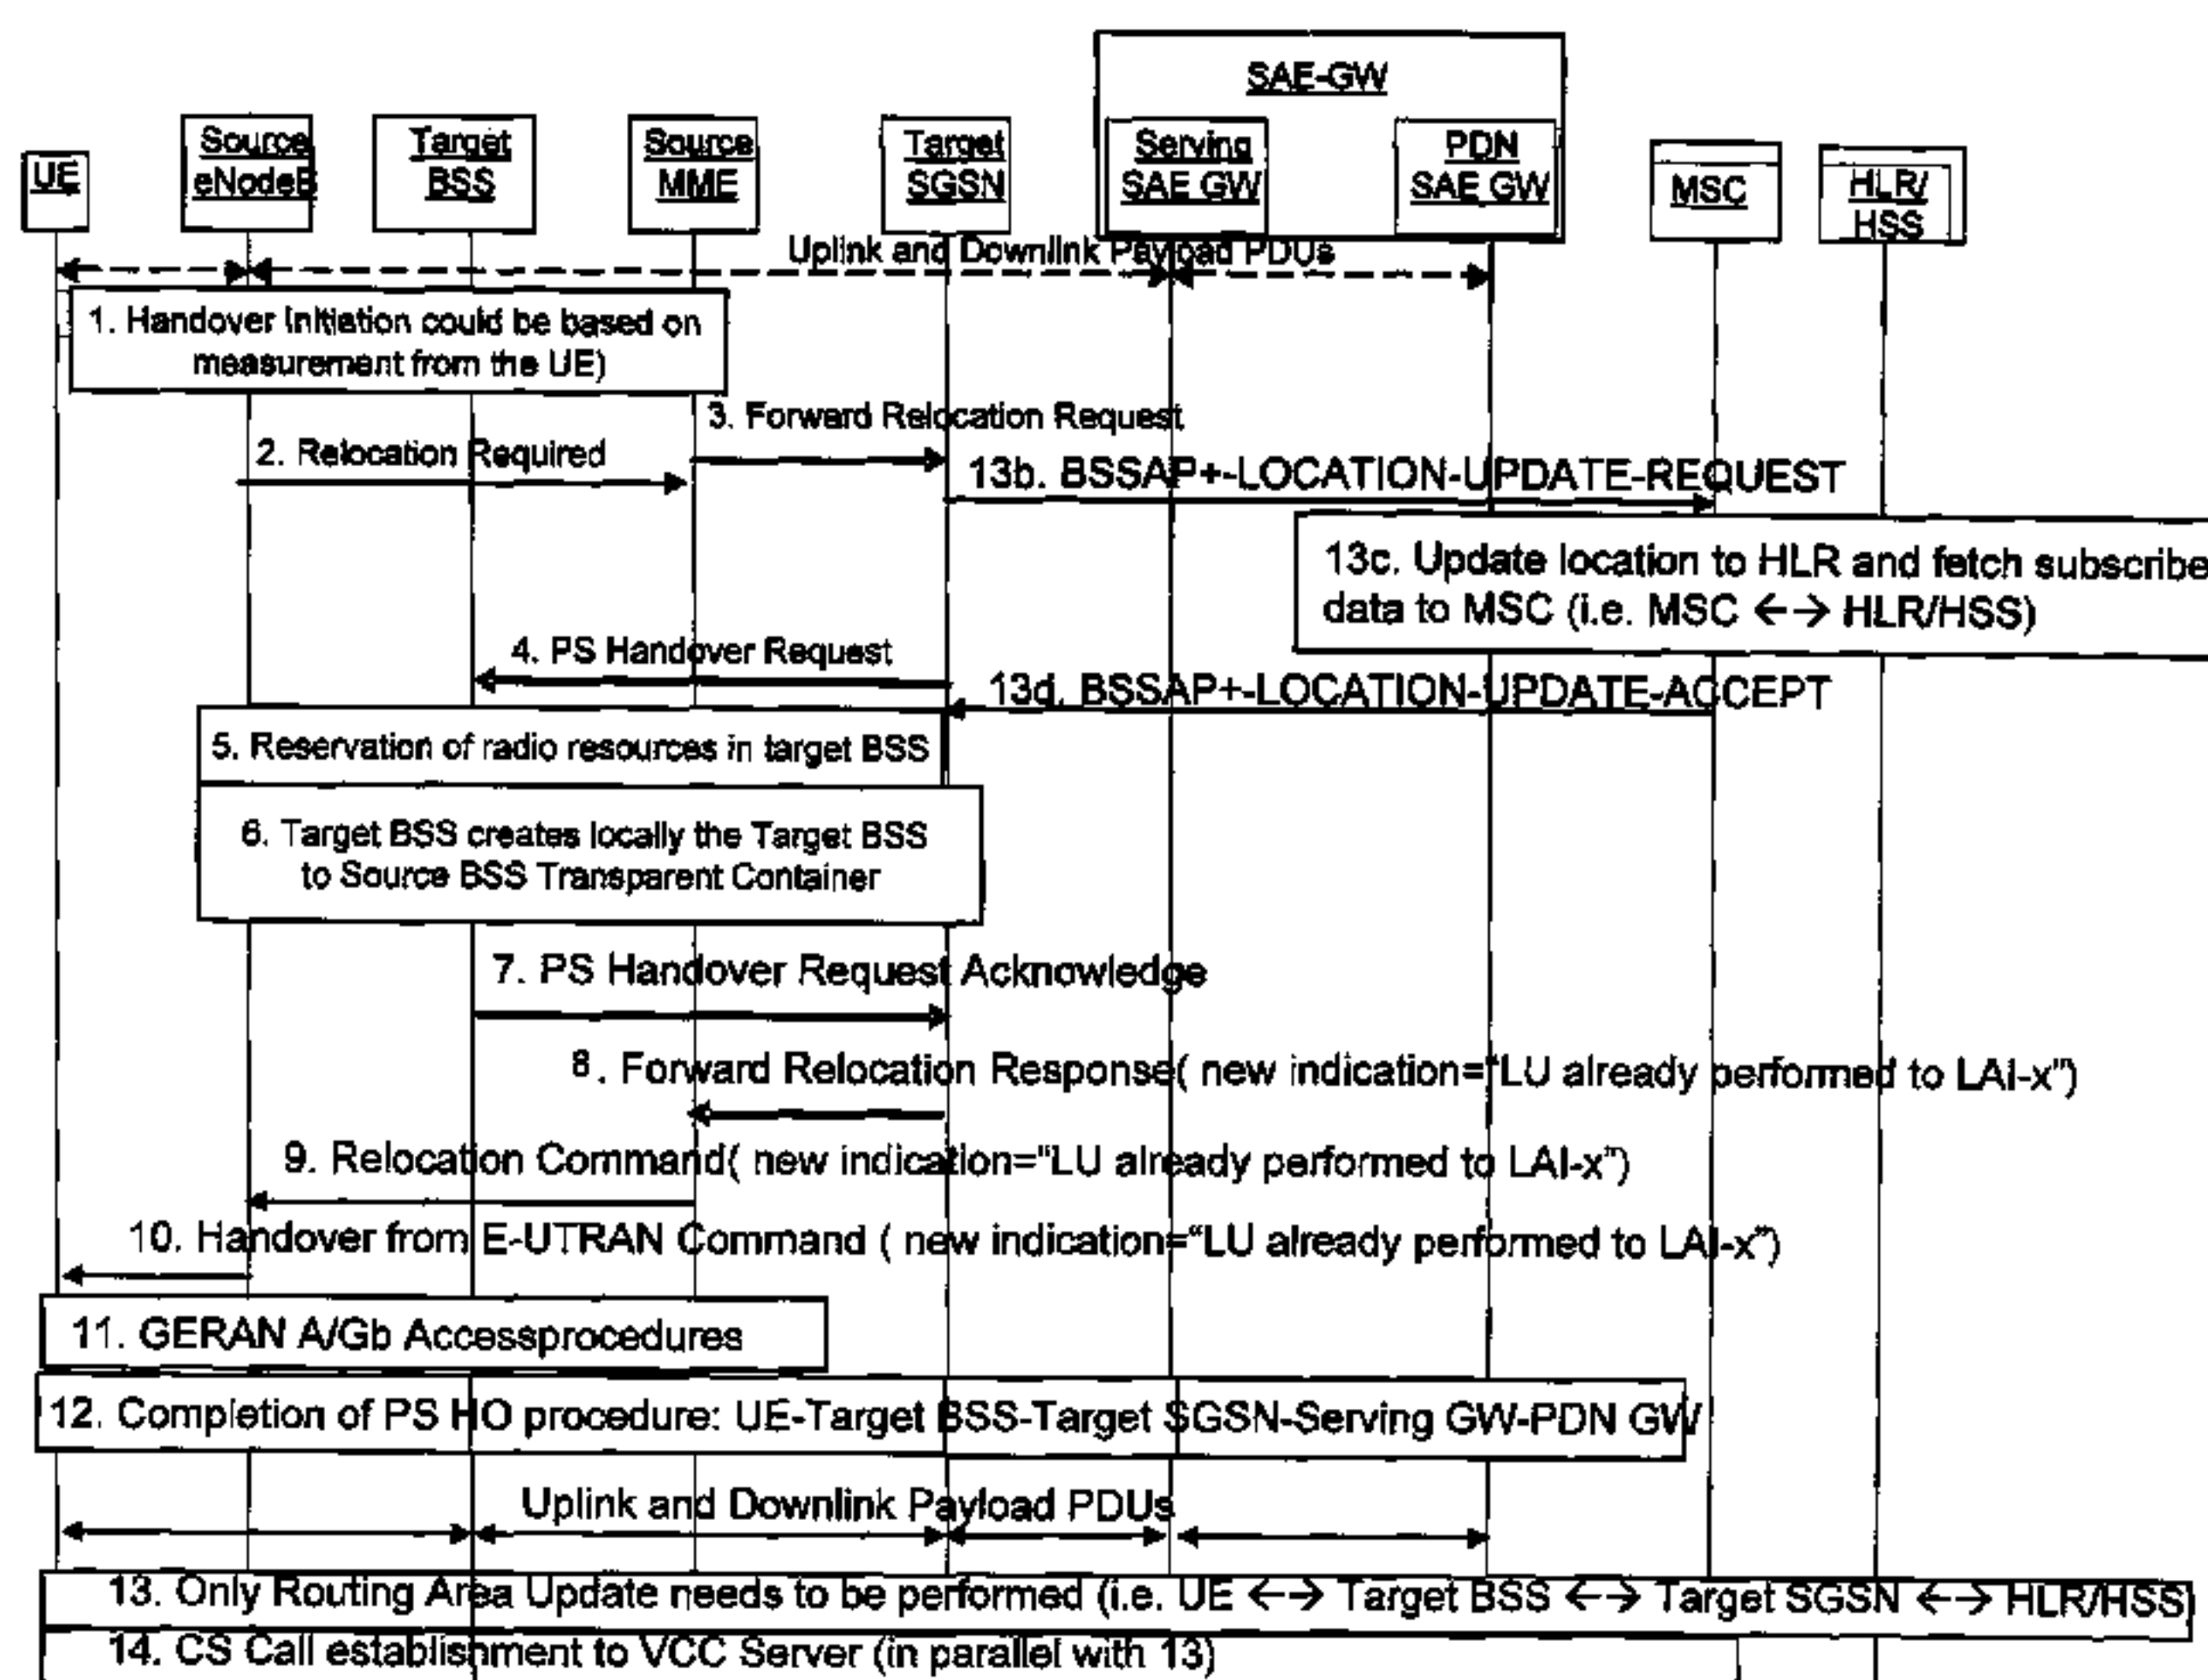 SAE-GW
UE
Source
eNodeB
Target
BSS
Source
MME
Target
SGSN
Serving
SAE GW
PDN
SAE GW
MSC
HLR/
HSS
Uplink and Downlink Payload PDUs
1. Handover Initiation could be based on
measurement from the UE)
3. Forward Relocation Request
2. Relocation Required
13b. BSSAP+-LOCATION-UPDATE-REQUEST
13c. Update location to HLR and fetch subscribe
data to MSC (i.e. MSC ←→ HLR/HSS)
4. PS Handover Request
13d. BSSAP+-LOCATION-UPDATE-ACCEPT
5. Reservation of radio resources in target BSS
6. Target BSS creates locally the Target BSS
to Source BSS Transparent Container
7. PS Handover Request Acknowledge
8. Forward Relocation Response( new indication="LU already performed to LAI-x")
9. Relocation Command( new indication="LU already performed to LAI-x")
10. Handover from E-UTRAN Command ( new indication="LU already performed to LAI-x")
11. GERAN A/Gb Accessprocedures
12. Completion of PS HO procedure: UE-Target BSS-Target SGSN-Serving GW-PDN GW
Uplink and Downlink Payload PDUs
13. Only Routing Area Update needs to be performed (i.e. UE ←→ Target BSS ←→ Target SGSN ←→ HLR/HSS)
14. CS Call establishment to VCC Server (in parallel with 13)